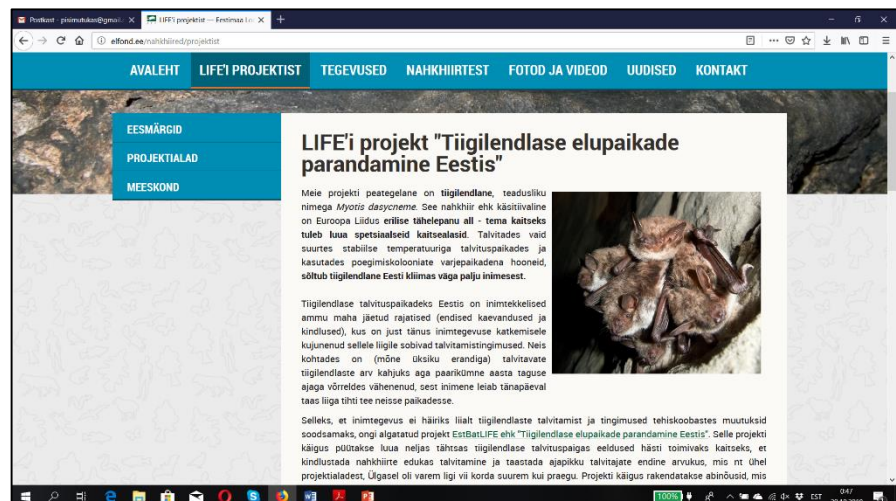 Postkast - pisimutukas@gmail.c
LIFE'i projektist — Eestimaa Loo
elfond.ee/nahkhiired/projektist
AVALEHT LIFE'I PROJEKTIST TEGEVUSED NAHKHIIRTEST FOTOD JA VIDEOD UUDISED KONTAKT
EESMÄRGID
PROJEKTIALAD
MEESKOND
LIFE'i projekt "Tiigilendlase elupaikade
parandamine Eestis"
Meie projekti peategelane on tiigilendlane, teadusliku
nimega Myotis dasycneme. See nahkhiir ehk käsitiivaline
on Euroopa Liidus erilise tähelepanu all - tema kaitseks
tuleb luua spetsiaalseid kaitsealasid. Talvitades vaid
suurtes stabiilse temperatuuriga talvituspaikades ja
kasutades poegimiskolooniate varjepaikadena hooneid,
sõltub tiigilendlane Eesti kliimas väga palju inimesest.
Tiigilendlase talvituspaikadeks Eestis on inimtekkelised
ammu maha jäetud rajatised (endised kaevandused ja
kindlused), kus on just tänus inimtegevuse katkemisele
kujunenud sellele liigile sobivad talvitamistingimused. Neis
kohtades on (mõne üksiku erandiga) talvitavate
tiigilendlaste arv kahjuks aga paarikümne aasta taguse
ajaga võrreldes vähenenud, sest inimene leiab tänapäeval
taas liiga tihti tee neisse paikadesse.
Selleks, et inimtegevus ei häiriks liialt tiigilendlaste talvitamist ja tingimused tehiskoobastes muutuksid
soodsamaks, ongi algatatud projekt EstBatLIFE ehk "Tiigilendlase elupaikade parandamine Eestis". Selle projekti
käigus püütakse luua neljas tähtsas tiigilendlaste talvituspaigas eeldused hästi toimivaks kaitseks, et
kindlustada nahkhiirte edukas talvitamine ja taastada ajapikku talvitajate endine arvukus, mis nt ühel
projektialadest, Ülgasel oli varem ligi vii korda suurem kui praegu. Projekti käigus rakendatakse abinõusid, mis
100% EST 0:47